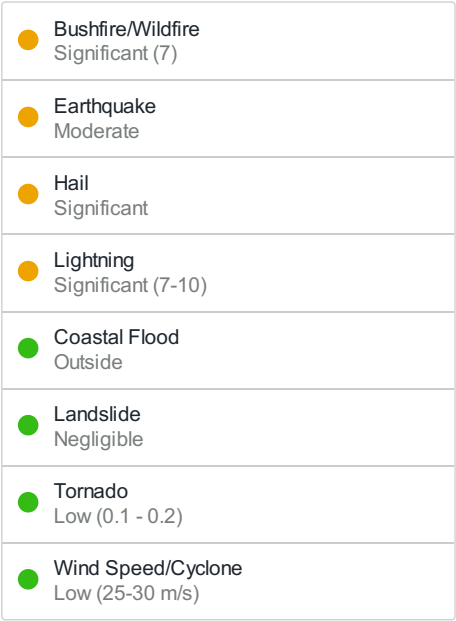 Bushfire/Wildfire
Significant (7)
Earthquake
Moderate
Hail
Significant
Lightning
Significant (7-10)
Coastal Flood
Outside
Landslide
Negligible
Tornado
Low (0.1 - 0.2)
Wind Speed/Cyclone
Low (25-30 m/s)